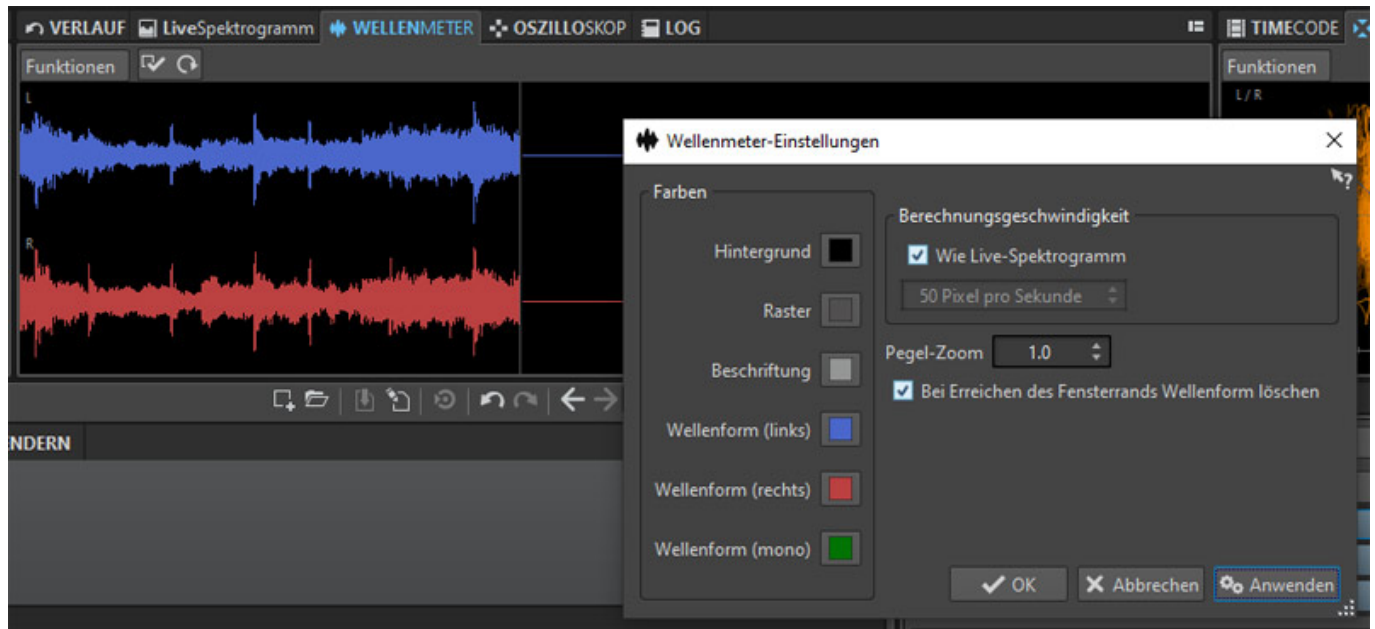 VERLAUF LiveSpektrogramm WELLENMETER OSZILLOSKOP LOG
TIMECODE
Funktionen
Funktionen
L
L/R
R
NDERN
Wellenmeter-Einstellungen
Farben
Hintergrund
Raster
Beschriftung
Wellenform (links)
Wellenform (rechts)
Wellenform (mono)
Berechnungsgeschwindigkeit
Wie Live-Spektrogramm
50 Pixel pro Sekunde
Pegel-Zoom 1.0
Bei Erreichen des Fensterrands Wellenform löschen
OK Abbrechen Anwenden